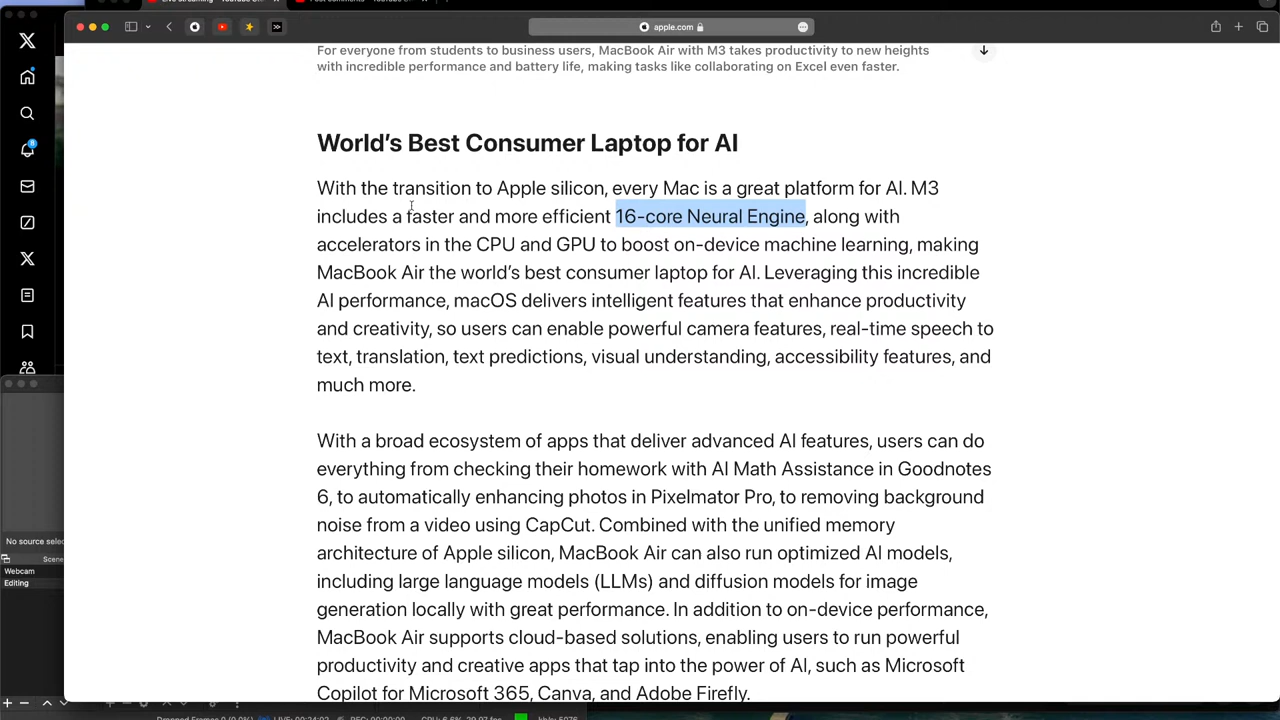 apple.com
For everyone from students to business users, MacBook Air with M3 takes productivity to new heights
with incredible performance and battery life, making tasks like collaborating on Excel even faster.
World's Best Consumer Laptop for AI
With the transition to Apple silicon, every Mac is a great platform for AI. M3
includes a faster and more efficient 16-core Neural Engine, along with
accelerators in the CPU and GPU to boost on-device machine learning, making
MacBook Air the world's best consumer laptop for AI. Leveraging this incredible
AI performance, macOS delivers intelligent features that enhance productivity
and creativity, so users can enable powerful camera features, real-time speech to
text, translation, text predictions, visual understanding, accessibility features, and
much more.
With a broad ecosystem of apps that deliver advanced AI features, users can do
everything from checking their homework with AI Math Assistance in Goodnotes
6, to automatically enhancing photos in Pixelmator Pro, to removing background
noise from a video using CapCut. Combined with the unified memory
architecture of Apple silicon, MacBook Air can also run optimized AI models,
including large language models (LLMs) and diffusion models for image
generation locally with great performance. In addition to on-device performance,
MacBook Air supports cloud-based solutions, enabling users to run powerful
productivity and creative apps that tap into the power of AI, such as Microsoft
Copilot for Microsoft 365, Canva, and Adobe Firefly.
8
No source selec
Scene
Webcam
Editing